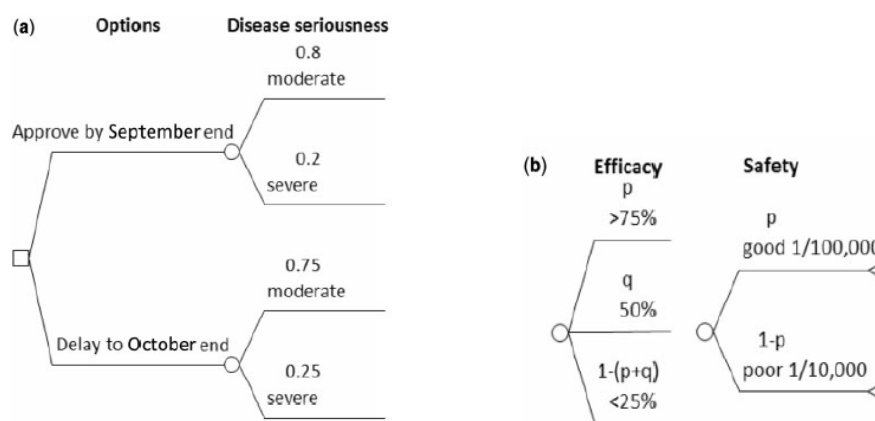 (a) Options Disease seriousness
0.8
moderate
Approve by September end
0.2
severe
0.75
moderate
Delay to October end
0.25
severe
(b) Efficacy Safety
p
>75%
p
good 1/100,000
q
50%
1-p
poor 1/10,000
1-(p+q)
<25%